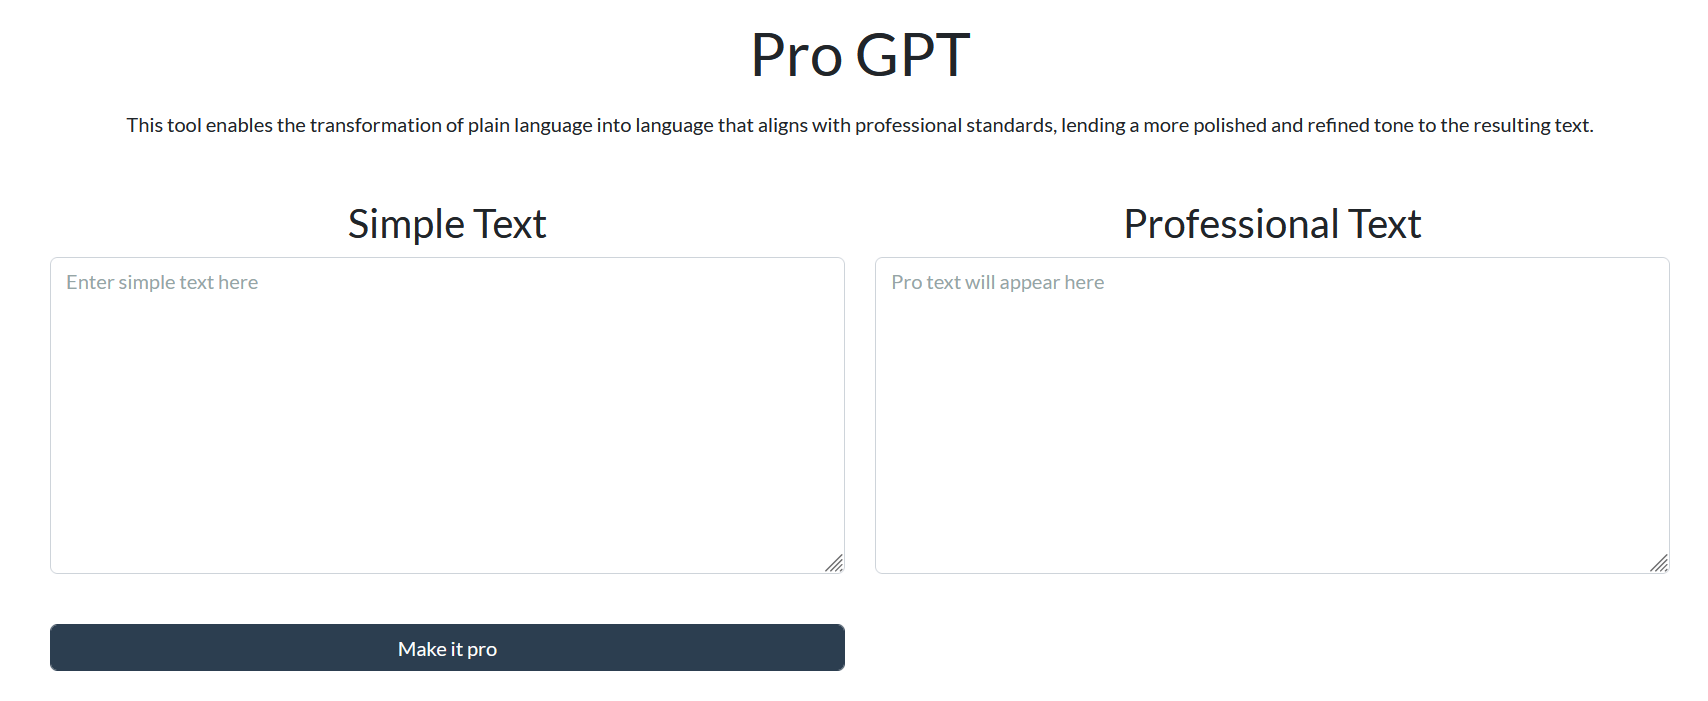 Pro GPT
This tool enables the transformation of plain language into language that aligns with professional standards, lending a more polished and refined tone to the resulting text.
Simple Text
Enter simple text here
Professional Text
Pro text will appear here
Make it pro